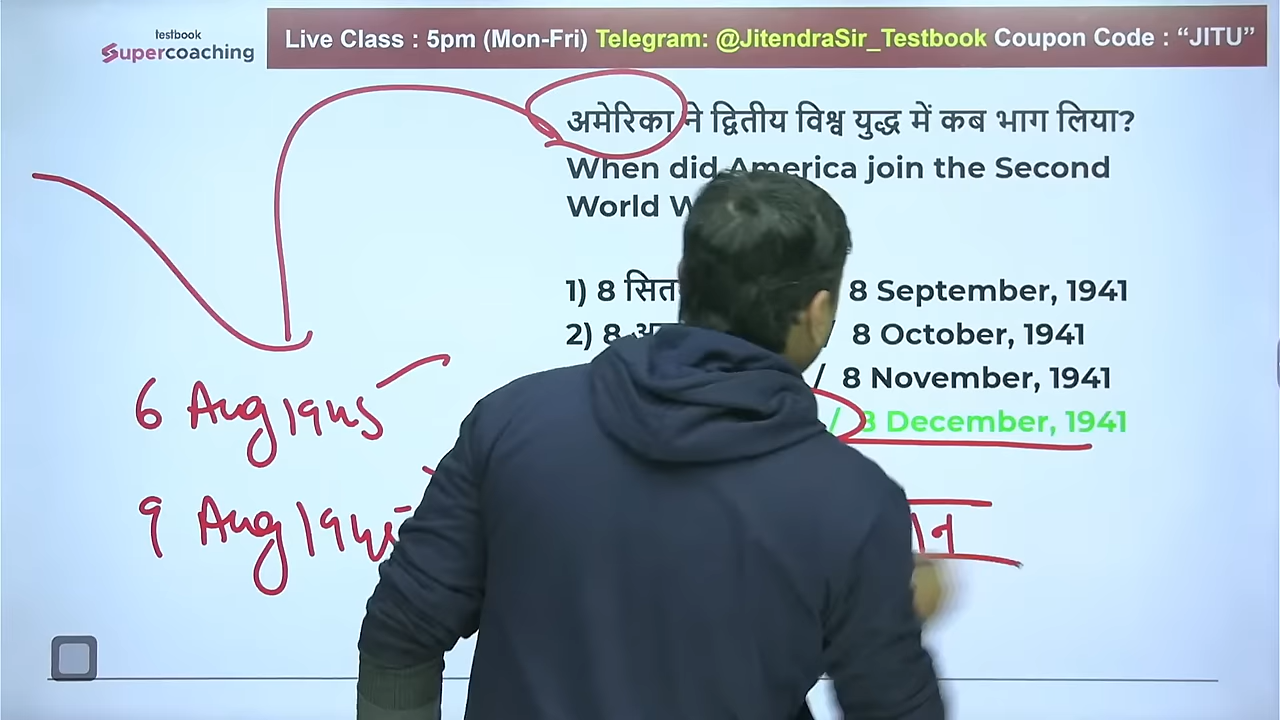 testbook
Supercoaching
Live Class : 5pm (Mon-Fri) Telegram: @JitendraSir_Testbook Coupon Code : “JITU”
अमेरिका ने द्वितीय विश्व युद्ध में कब भाग लिया?
When did America join the Second
World
1) 8 / 8 September, 1941
2) 8 / 8 October, 1941
/ 8 November, 1941
/ 8 December, 1941
6 Aug 1945
9 Aug 1945